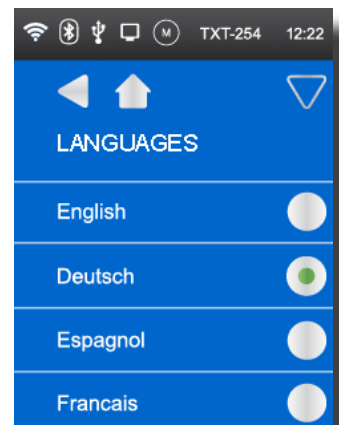 M TXT-254 12:22
LANGUAGES
English
Deutsch
Espagnol
Francais